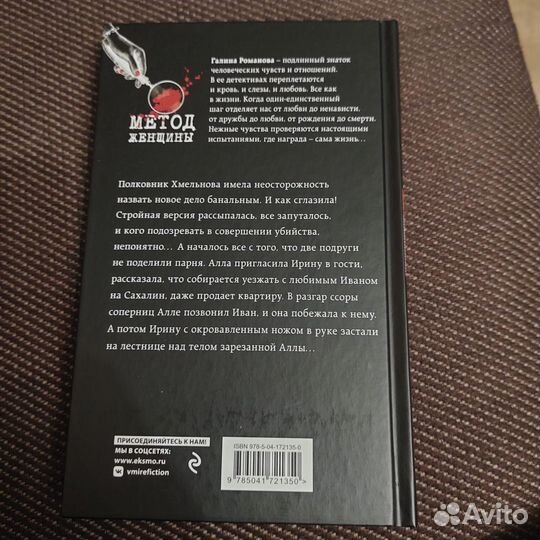 Галина Романова – подлинный знаток
человеческих чувств и отношений.
В ее детективах переплетаются
и кровь, и слезы, и любовь. Все как
в жизни. Когда один-единственный
шаг отделяет нас от любви до ненависти,
от дружбы до любви, от рождения до смерти.
Нежные чувства проверяются настоящими
испытаниями, где награда – сама жизнь...
МЕТОД
ЖЕНЩИНЫ
Полковник Хмельнова имела неосторожность
назвать новое дело банальным. И как сглазила!
Стройная версия рассыпалась, все запуталось,
и кого подозревать в совершении убийства,
непонятно... А началось все с того, что две подруги
не поделили парня. Алла пригласила Ирину в гости,
рассказала, что собирается уезжать с любимым Иваном
на Сахалин, даже продает квартиру. В разгар ссоры
соперниц Алле позвонил Иван, и она побежала к нему.
А потом Ирину с окровавленным ножом в руке застали
на лестнице над телом зарезанной Аллы...
ПРИСОЕДИНЯЙТЕСЬ К НАМ!
МЫ В СОЦСЕТЯХ:
www.eksmo.ru
vmirefiction
ISBN 978-5-04-172135-0
9 785041 721350 >
Avito